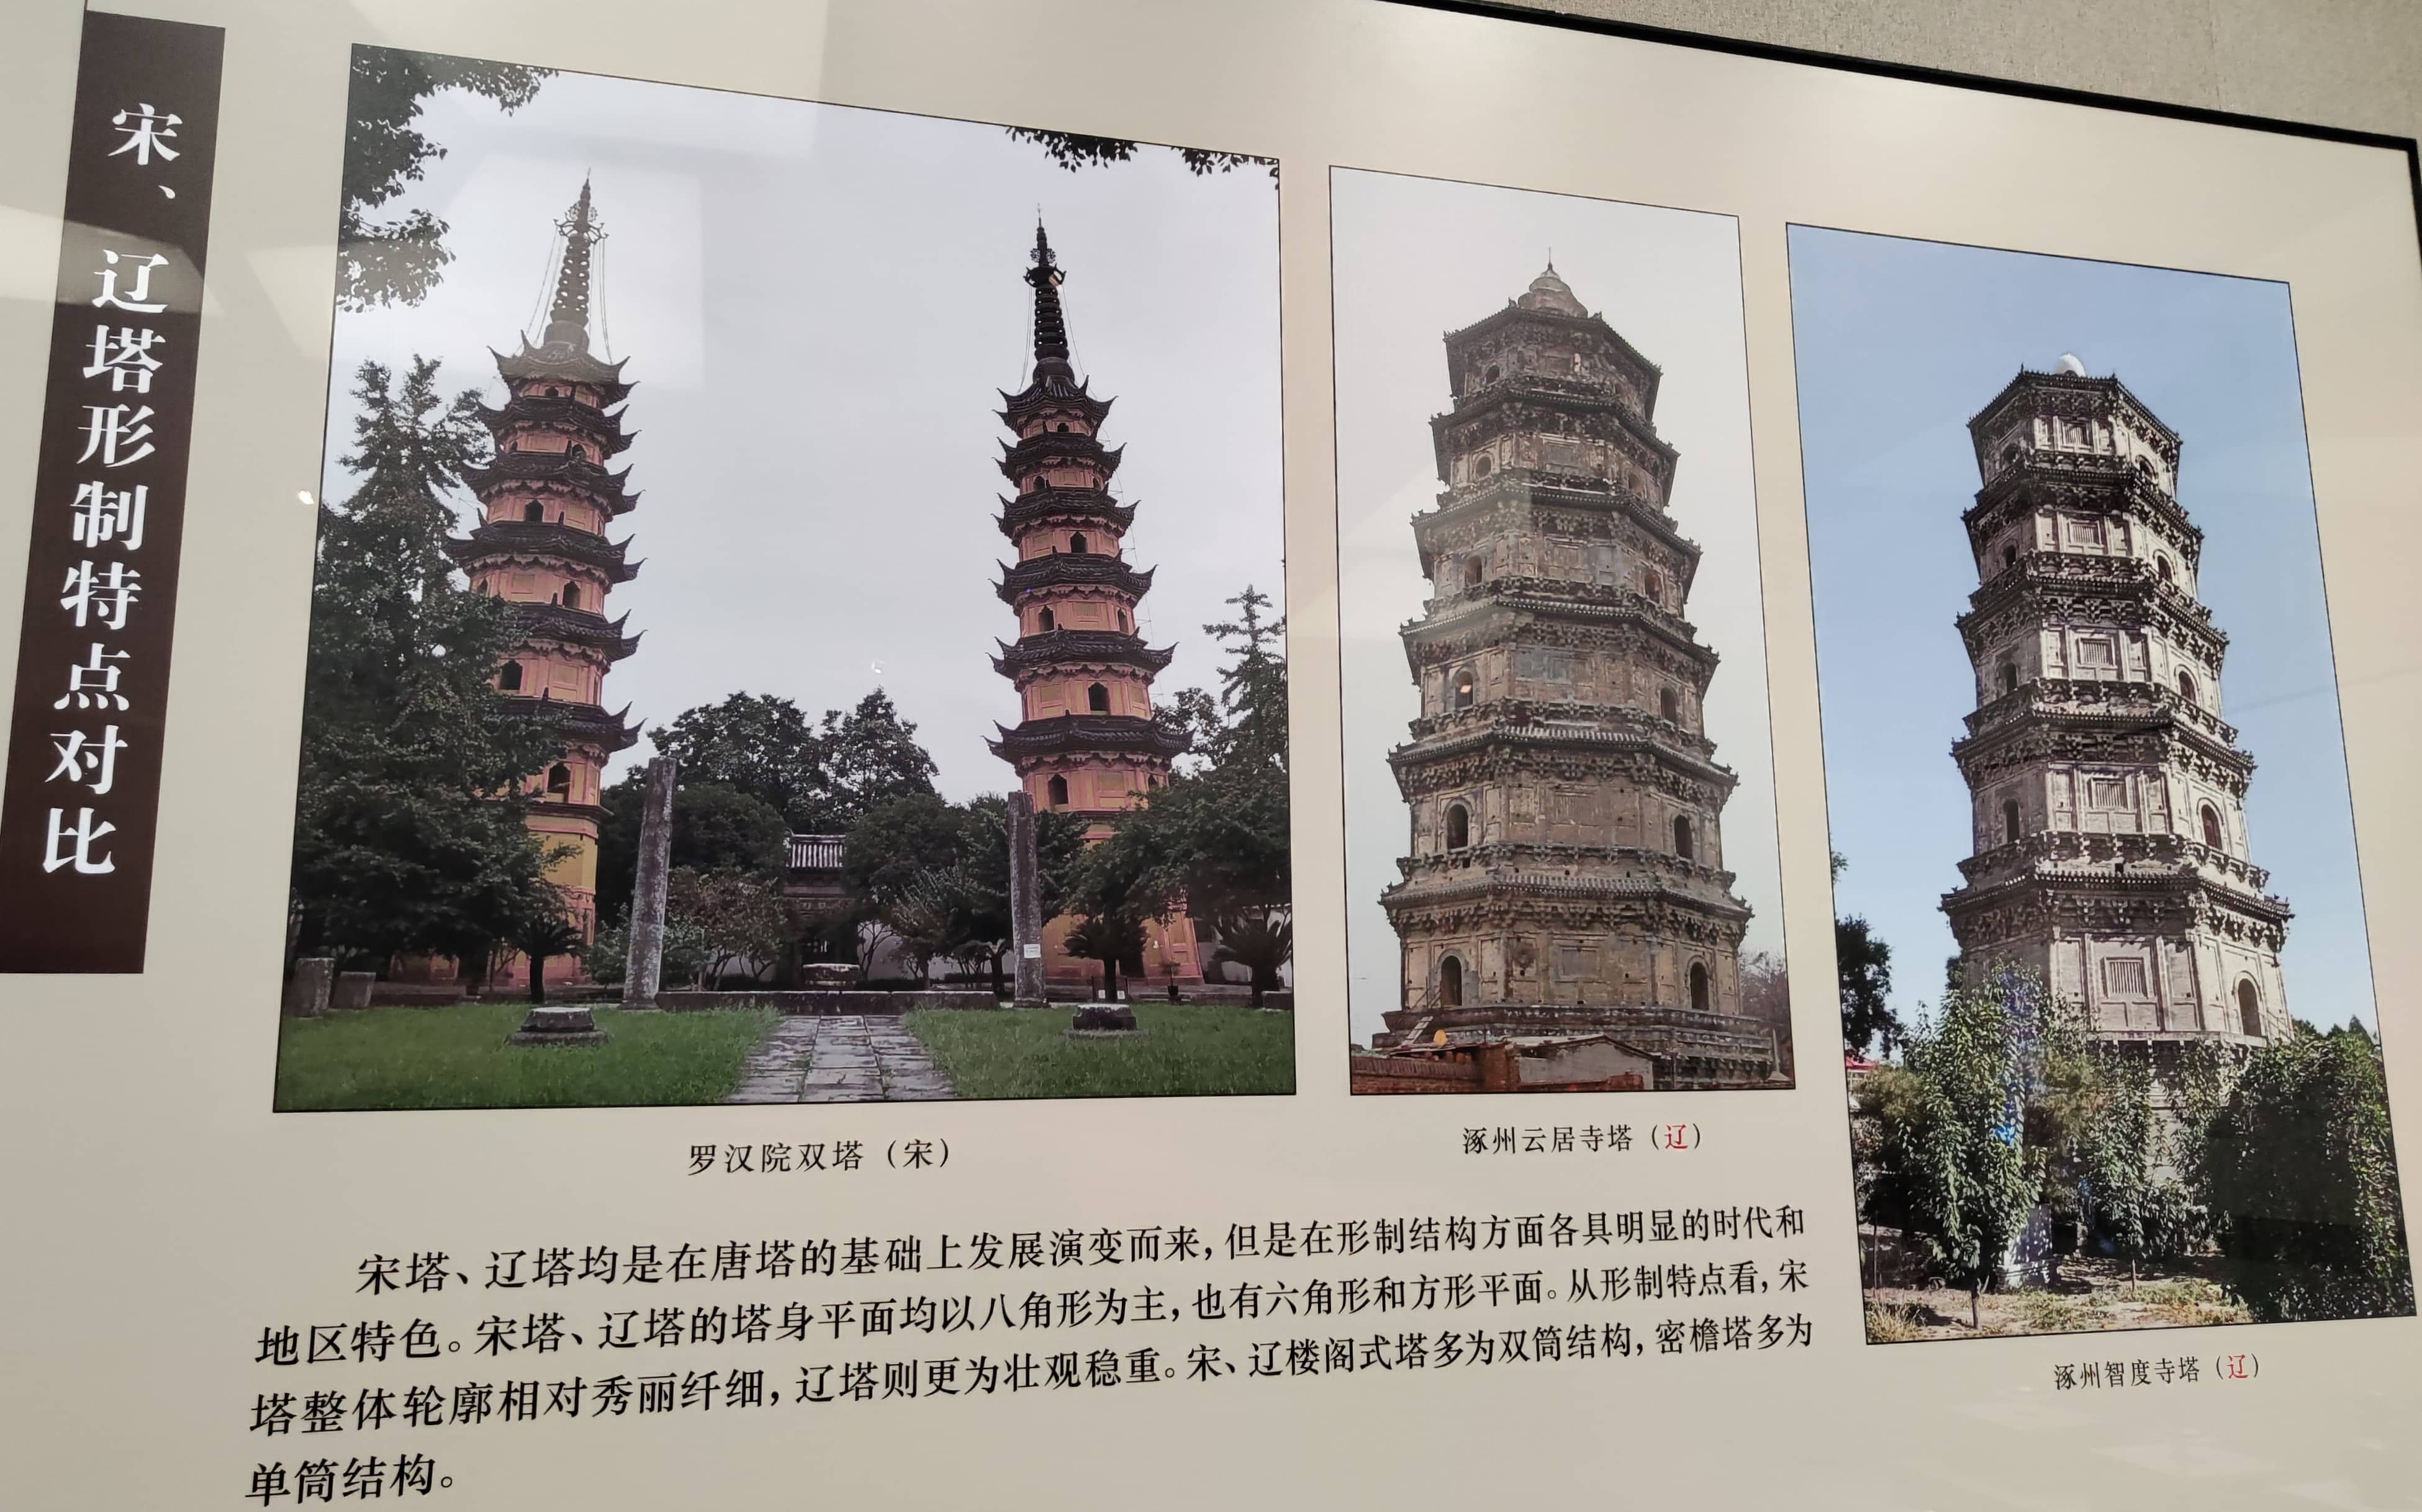 宋、辽塔形制特点对比
罗汉院双塔（宋）
涿州云居寺塔（辽）
涿州智度寺塔（辽）
宋塔、辽塔均是在唐塔的基础上发展演变而来，但是在形制结构方面各具明显的时代和
地区特色。宋塔、辽塔的塔身平面均以八角形为主，也有六角形和方形平面。从形制特点看，宋
塔整体轮廓相对秀丽纤细，辽塔则更为壮观稳重。宋、辽楼阁式塔多为双筒结构，密檐塔多为
单筒结构。